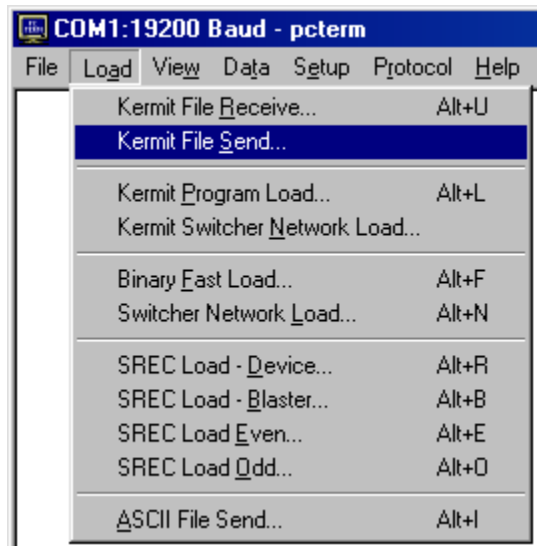 COM1:19200 Baud - pcterm
File Load View Data Setup Protocol Help
Kermit File Receive... Alt+U
Kermit File Send...
Kermit Program Load... Alt+L
Kermit Switcher Network Load...
Binary Fast Load... Alt+F
Switcher Network Load... Alt+N
SREC Load - Device... Alt+R
SREC Load - Blaster... Alt+B
SREC Load Even... Alt+E
SREC Load Odd... Alt+O
ASCII File Send... Alt+I